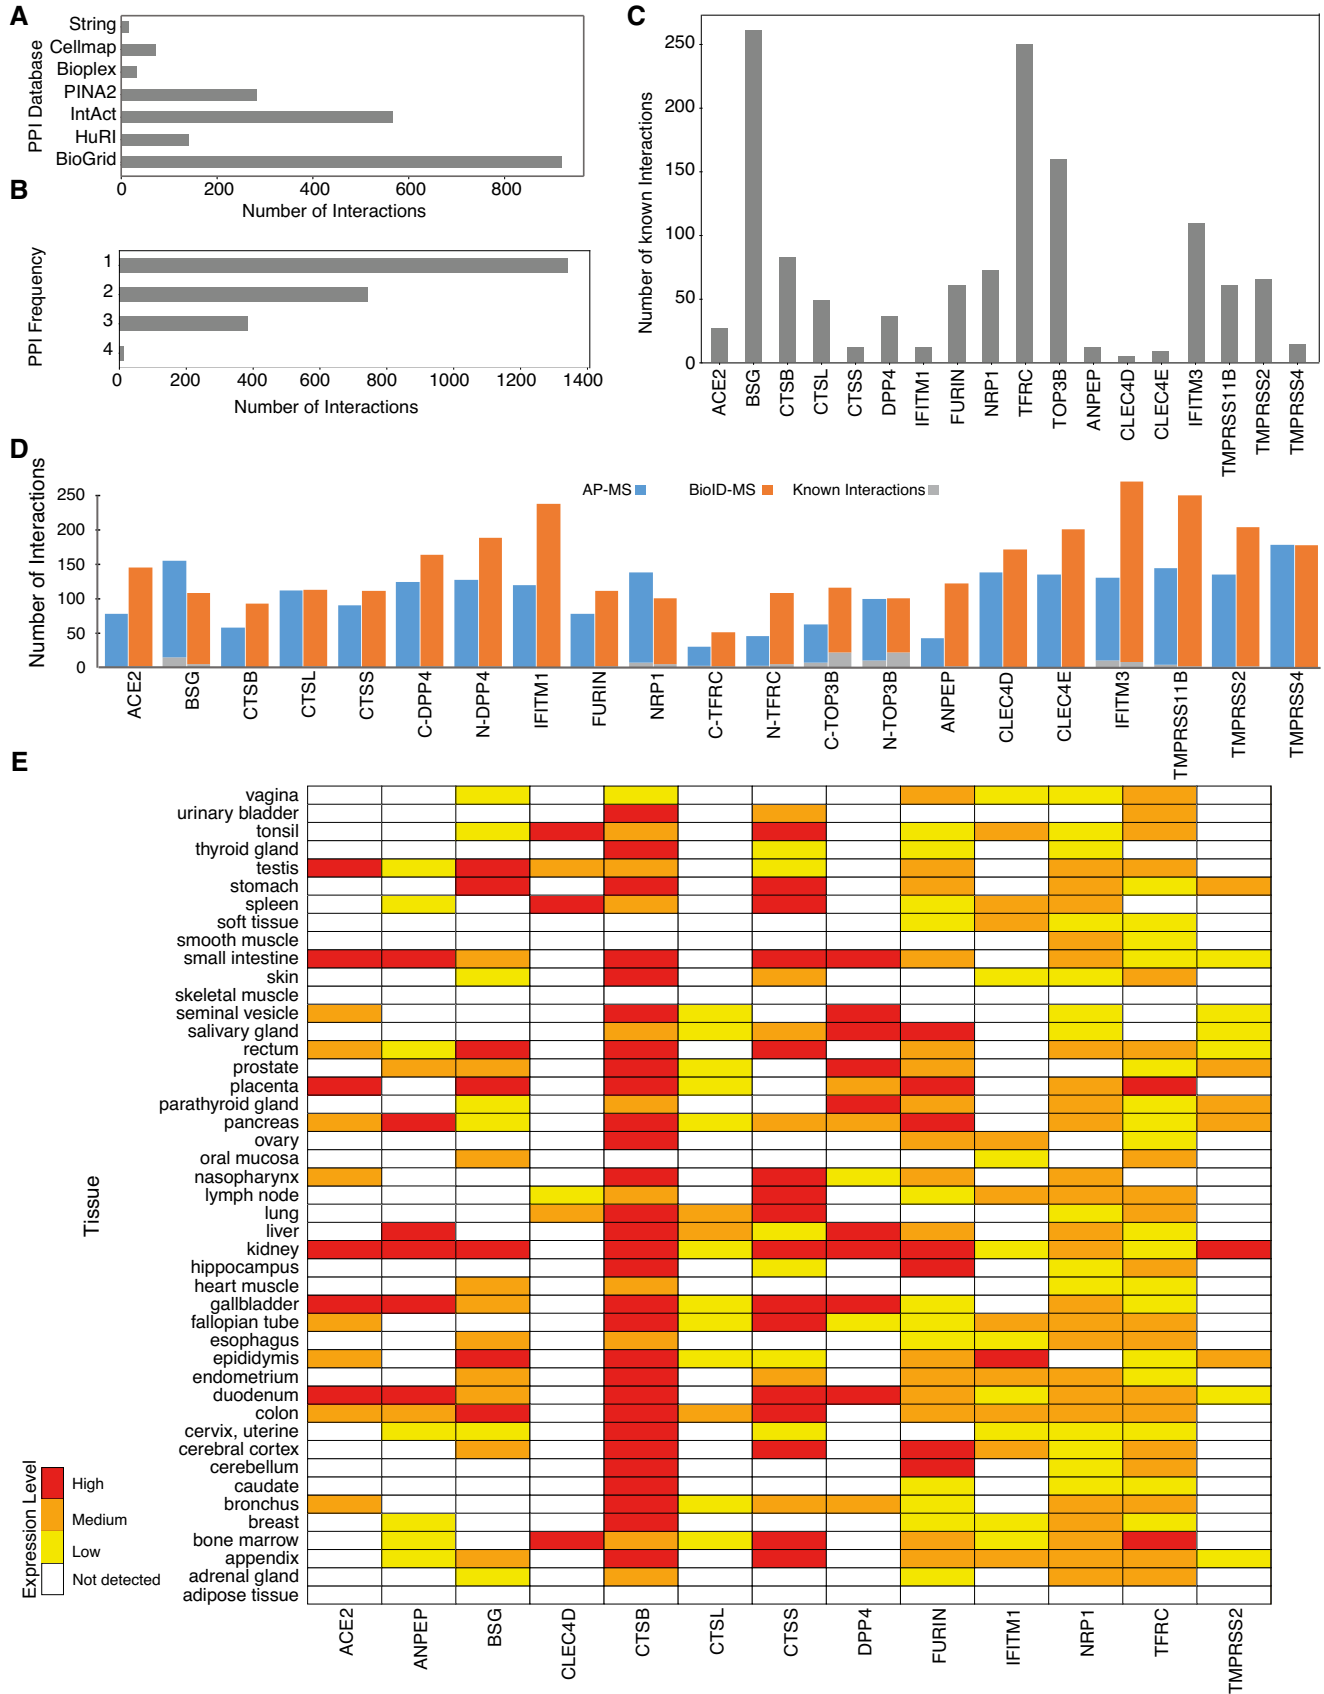 A
String
Cellmap
Bioplex
PINA2
IntAct
HuRI
BioGrid
PPI Database
0 200 400 600 800
Number of Interactions
B
1
2
3
4
PPI Frequency
0 200 400 600 800 1000 1200 1400
Number of Interactions
C
250
200
150
100
50
0
Number of known Interactions
ACE2
BSG
CTSB
CTSL
CTSS
DPP4
IFITM1
FURIN
NRP1
TFRC
TOP3B
ANPEP
CLEC4D
CLEC4E
IFITM3
TMPRSS11B
TMPRSS2
TMPRSS4
D
AP-MS BioID-MS Known Interactions
250
200
150
100
50
0
Number of Interactions
ACE2
BSG
CTSB
CTSL
CTSS
C-DPP4
N-DPP4
IFITM1
FURIN
NRP1
C-TFRC
N-TFRC
C-TOP3B
N-TOP3B
ANPEP
CLEC4D
CLEC4E
IFITM3
TMPRSS11B
TMPRSS2
TMPRSS4
E
vagina
urinary bladder
tonsil
thyroid gland
testis
stomach
spleen
soft tissue
smooth muscle
small intestine
skin
skeletal muscle
seminal vesicle
salivary gland
rectum
prostate
placenta
parathyroid gland
pancreas
ovary
oral mucosa
nasopharynx
lymph node
lung
liver
kidney
hippocampus
heart muscle
gallbladder
fallopian tube
esophagus
epididymis
endometrium
duodenum
colon
cervix, uterine
cerebral cortex
cerebellum
caudate
bronchus
breast
bone marrow
appendix
adrenal gland
adipose tissue
Tissue
Expression Level
High
Medium
Low
Not detected
ACE2
ANPEP
BSG
CLEC4D
CTSB
CTSL
CTSS
DPP4
FURIN
IFITM1
NRP1
TFRC
TMPRSS2